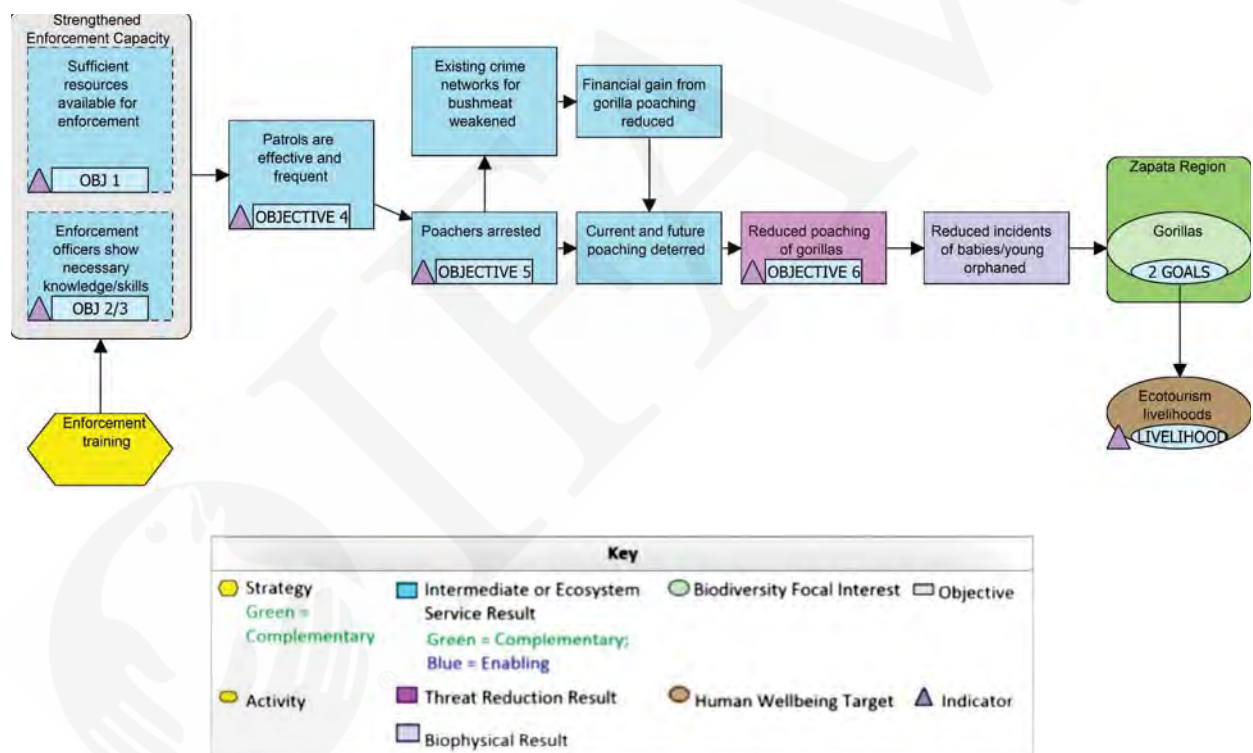 Strengthened
Enforcement Capacity
Sufficient
resources
available for
enforcement
OBJ 1
Enforcement
officers show
necessary
knowledge/skills
OBJ 2/3
Enforcement
training
Patrols are
effective and
frequent
OBJECTIVE 4
Existing crime
networks for
bushmeat
weakened
Financial gain from
gorilla poaching
reduced
Poachers arrested
OBJECTIVE 5
Current and future
poaching deterred
Reduced poaching
of gorillas
OBJECTIVE 6
Reduced incidents
of babies/young
orphaned
Zapata Region
Gorillas
2 GOALS
Ecotourism
livelihoods
LIVELIHOOD
Key
Strategy
Green =
Complementary
Intermediate or Ecosystem
Service Result
Green = Complementary;
Blue = Enabling
Biodiversity Focal Interest
Objective
Activity
Threat Reduction Result
Human Wellbeing Target
Indicator
Biophysical Result